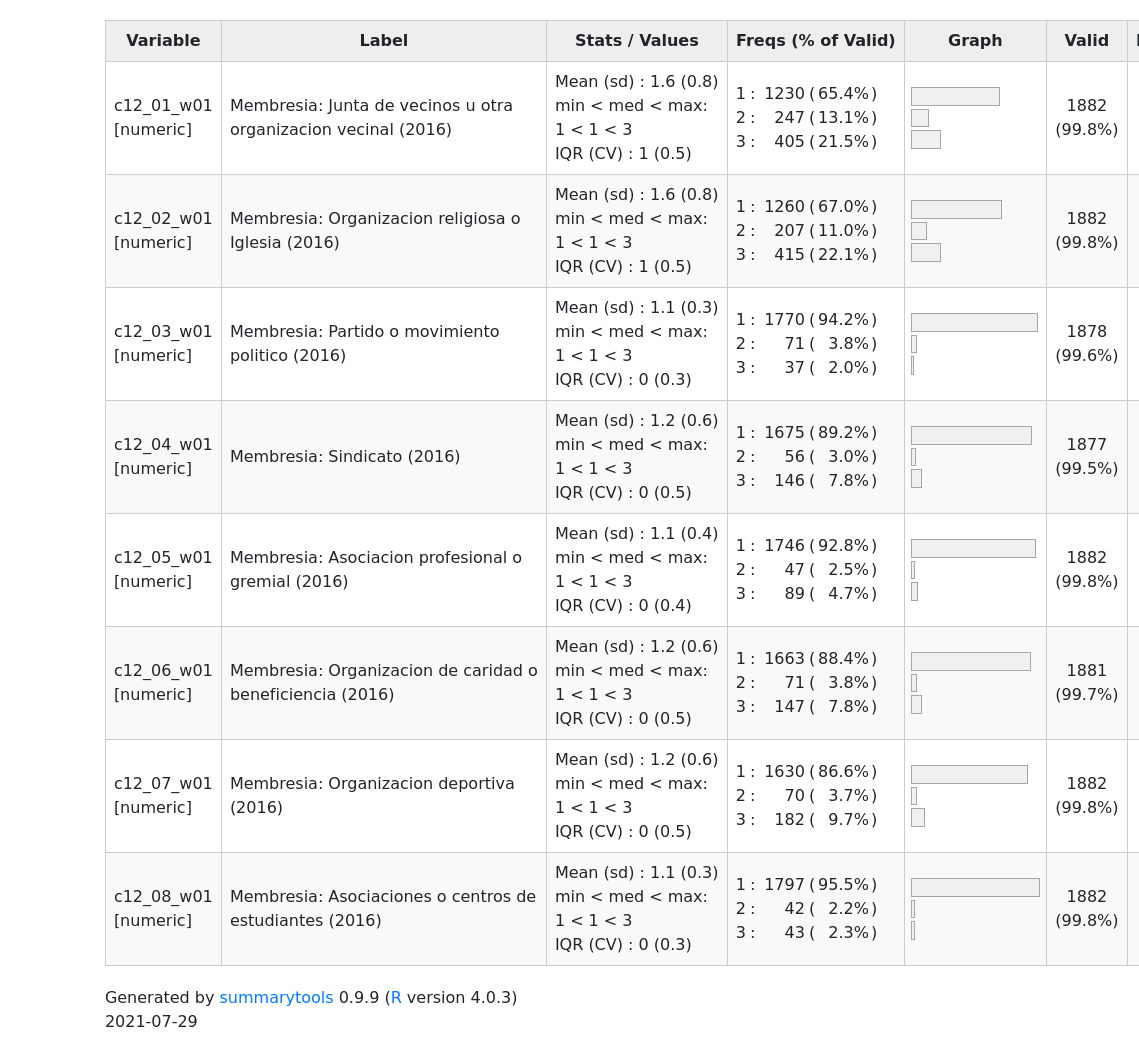 Variable Label Stats / Values Freqs (% of Valid) Graph Valid
c12_01_w01
[numeric]
Membresia: Junta de vecinos u otra
organizacion vecinal (2016)
Mean (sd) : 1.6 (0.8)
min < med < max:
1 < 1 < 3
IQR (CV) : 1 (0.5)
1 : 1230 ( 65.4% )
2 : 247 ( 13.1% )
3 : 405 ( 21.5% )
1882
(99.8%)
c12_02_w01
[numeric]
Membresia: Organizacion religiosa o
Iglesia (2016)
Mean (sd) : 1.6 (0.8)
min < med < max:
1 < 1 < 3
IQR (CV) : 1 (0.5)
1 : 1260 ( 67.0% )
2 : 207 ( 11.0% )
3 : 415 ( 22.1% )
1882
(99.8%)
c12_03_w01
[numeric]
Membresia: Partido o movimiento
politico (2016)
Mean (sd) : 1.1 (0.3)
min < med < max:
1 < 1 < 3
IQR (CV) : 0 (0.3)
1 : 1770 ( 94.2% )
2 : 71 ( 3.8% )
3 : 37 ( 2.0% )
1878
(99.6%)
c12_04_w01
[numeric]
Membresia: Sindicato (2016)
Mean (sd) : 1.2 (0.6)
min < med < max:
1 < 1 < 3
IQR (CV) : 0 (0.5)
1 : 1675 ( 89.2% )
2 : 56 ( 3.0% )
3 : 146 ( 7.8% )
1877
(99.5%)
c12_05_w01
[numeric]
Membresia: Asociacion profesional o
gremial (2016)
Mean (sd) : 1.1 (0.4)
min < med < max:
1 < 1 < 3
IQR (CV) : 0 (0.4)
1 : 1746 ( 92.8% )
2 : 47 ( 2.5% )
3 : 89 ( 4.7% )
1882
(99.8%)
c12_06_w01
[numeric]
Membresia: Organizacion de caridad o
beneficiencia (2016)
Mean (sd) : 1.2 (0.6)
min < med < max:
1 < 1 < 3
IQR (CV) : 0 (0.5)
1 : 1663 ( 88.4% )
2 : 71 ( 3.8% )
3 : 147 ( 7.8% )
1881
(99.7%)
c12_07_w01
[numeric]
Membresia: Organizacion deportiva
(2016)
Mean (sd) : 1.2 (0.6)
min < med < max:
1 < 1 < 3
IQR (CV) : 0 (0.5)
1 : 1630 ( 86.6% )
2 : 70 ( 3.7% )
3 : 182 ( 9.7% )
1882
(99.8%)
c12_08_w01
[numeric]
Membresia: Asociaciones o centros de
estudiantes (2016)
Mean (sd) : 1.1 (0.3)
min < med < max:
1 < 1 < 3
IQR (CV) : 0 (0.3)
1 : 1797 ( 95.5% )
2 : 42 ( 2.2% )
3 : 43 ( 2.3% )
1882
(99.8%)
Generated by summarytools 0.9.9 (R version 4.0.3)
2021-07-29